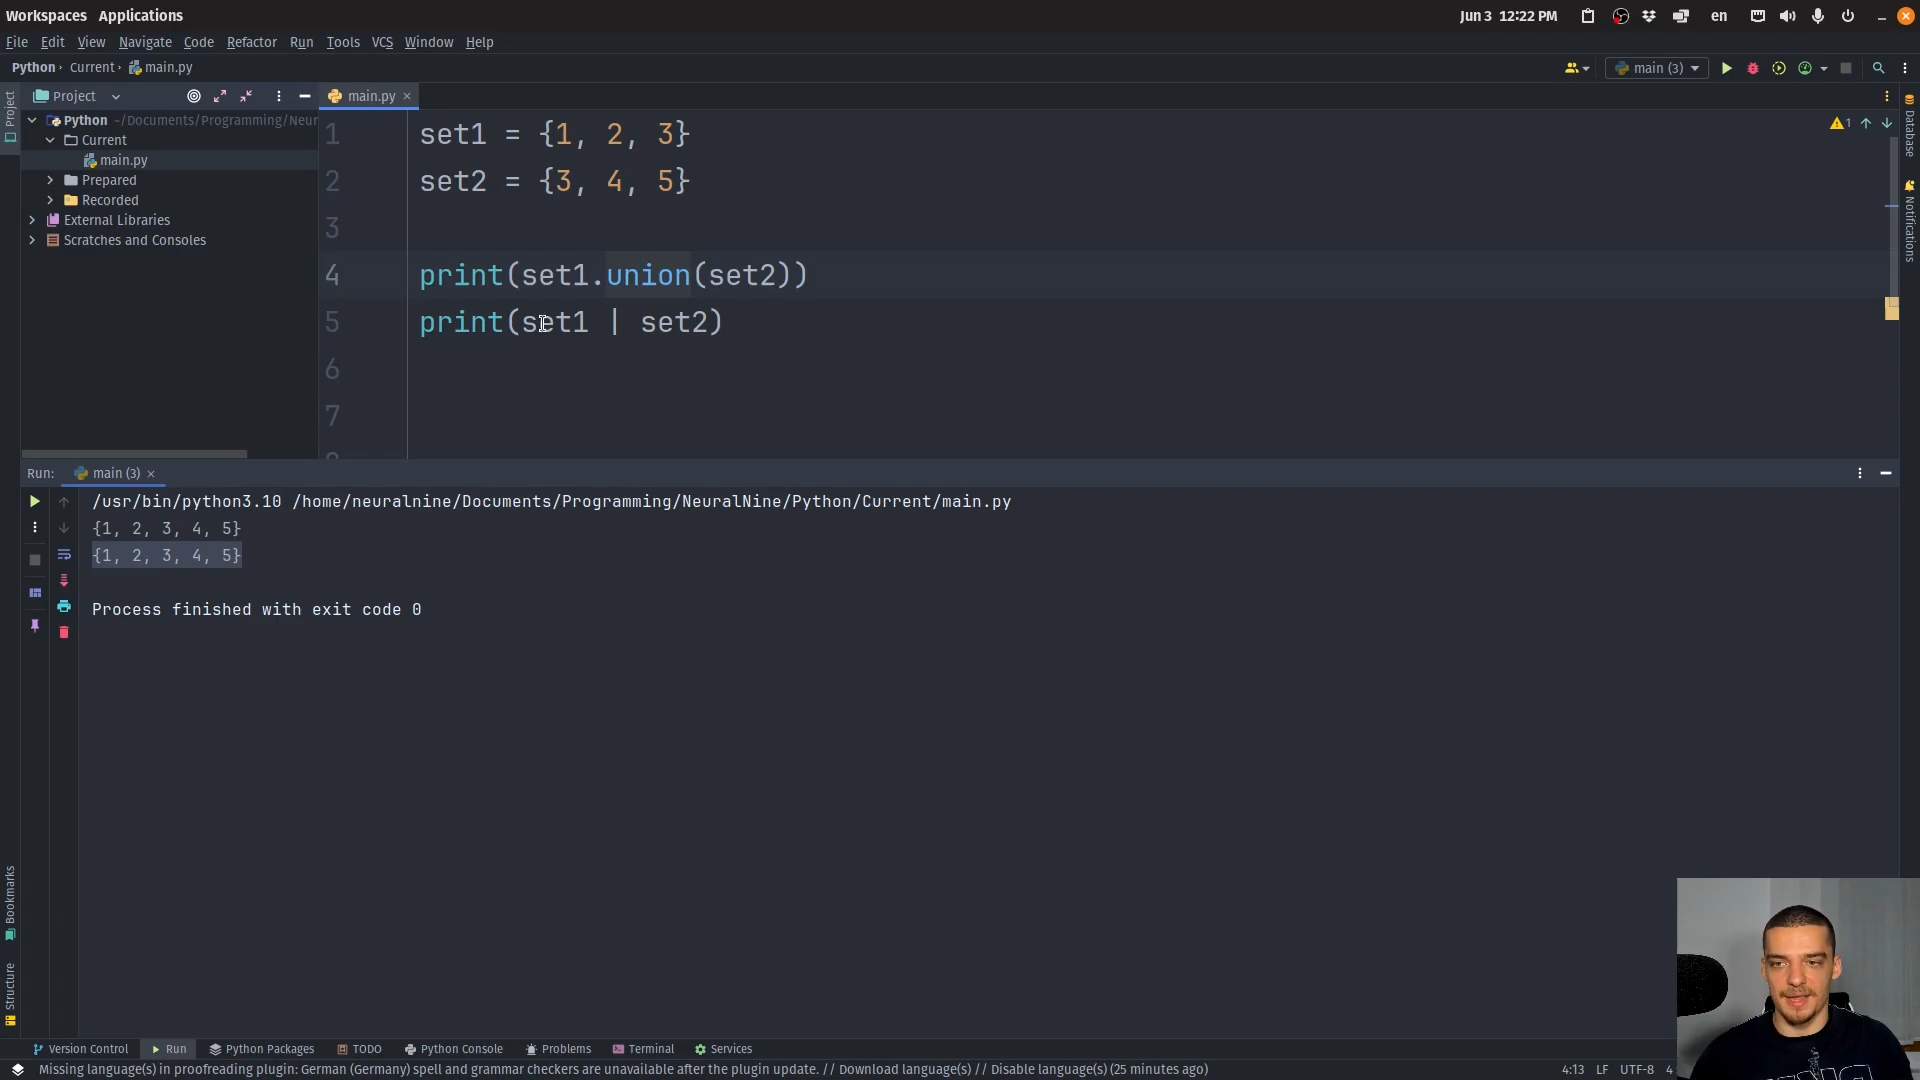 Workspaces Applications
Jun 3 12:22 PM en
File Edit View Navigate Code Refactor Run Tools VCS Window Help
Python › Current › main.py
main (3)
Project
Project
main.py ×
Python ~/Documents/Programming/Neur
Current
main.py
Prepared
Recorded
External Libraries
Scratches and Consoles
1 set1 = {1, 2, 3}
2 set2 = {3, 4, 5}
3
4 print(set1.union(set2))
5 print(set1 | set2)
6
7
1
Database
Notifications
Run: main (3) ×
/usr/bin/python3.10 /home/neuralnine/Documents/Programming/NeuralNine/Python/Current/main.py
{1, 2, 3, 4, 5}
{1, 2, 3, 4, 5}
Process finished with exit code 0
Bookmarks
Structure
Version Control Run Python Packages TODO Python Console Problems Terminal Services
Missing language(s) in proofreading plugin: German (Germany) spell and grammar checkers are unavailable after the plugin update. // Download language(s) // Disable language(s) (25 minutes ago)
4:13 LF UTF-8 4